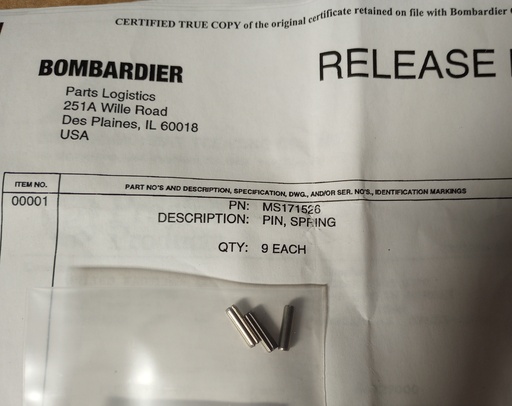 CERTIFIED TRUE COPY of the original certificate retained on file with Bombardier
BOMBARDIER
RELEASE
Parts Logistics
251A Wille Road
Des Plaines, IL 60018
USA
ITEM NO.
PART NO'S AND DESCRIPTION, SPECIFICATION, DWG., AND/OR SER. NO'S., IDENTIFICATION MARKINGS
00001
PN: MS171526
DESCRIPTION: PIN, SPRING
QTY: 9 EACH